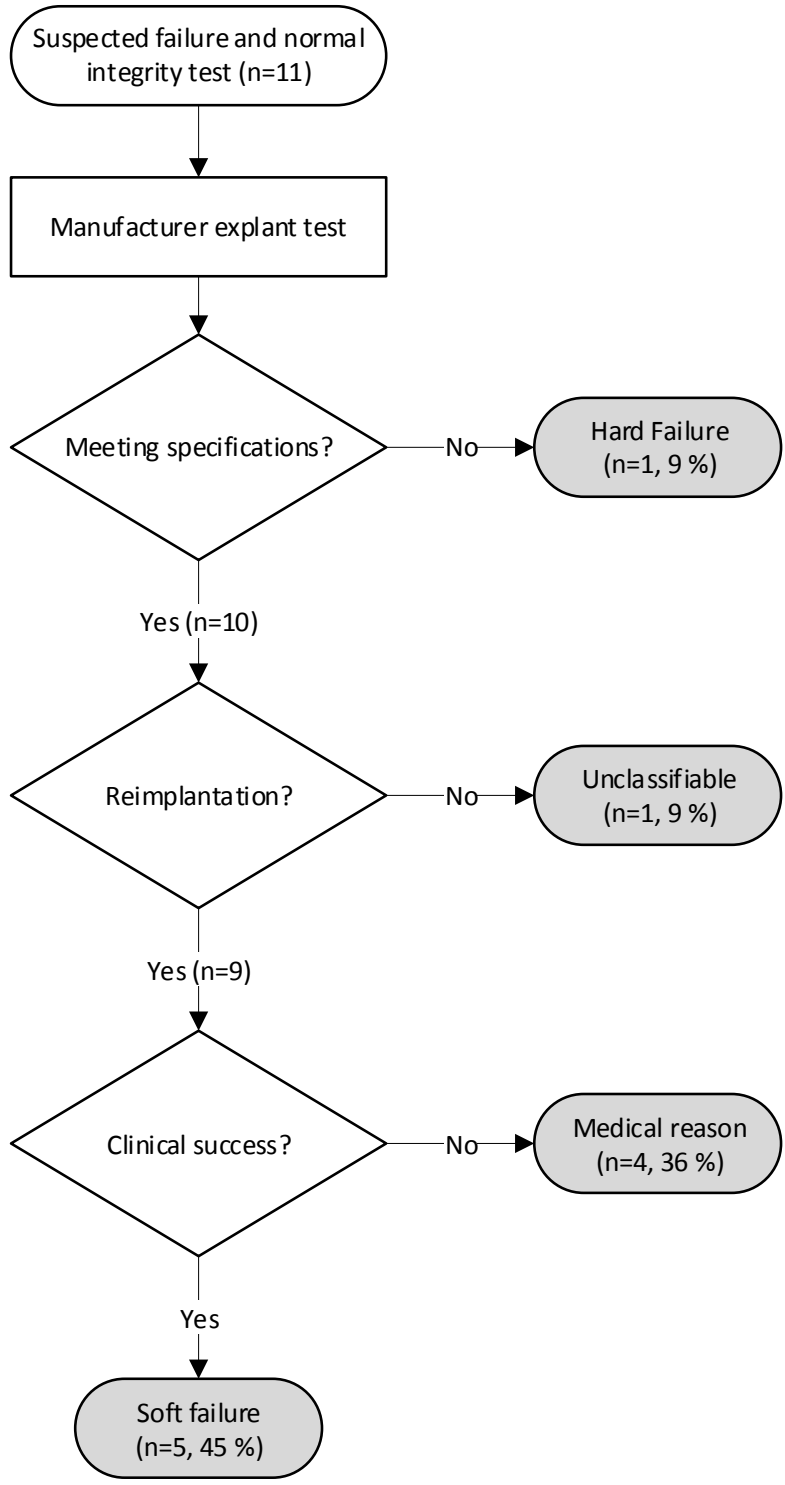 Suspected failure and normal
integrity test (n=11)
Manufacturer explant test
Meeting specifications?
No
Hard Failure
(n=1, 9 %)
Yes (n=10)
Reimplantation?
No
Unclassifiable
(n=1, 9 %)
Yes (n=9)
Clinical success?
No
Medical reason
(n=4, 36 %)
Yes
Soft failure
(n=5, 45 %)